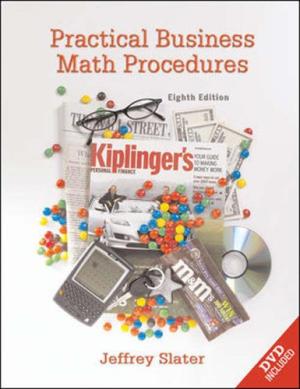 Practical Business
Math Procedures
Eighth Edition
STREET
Kiplinger's
PERSONAL FINANCE
YOUR GUIDE
TO MAKING
MONEY WORK
m&m's
WIN
Jeffrey Slater
DVD
INCLUDED